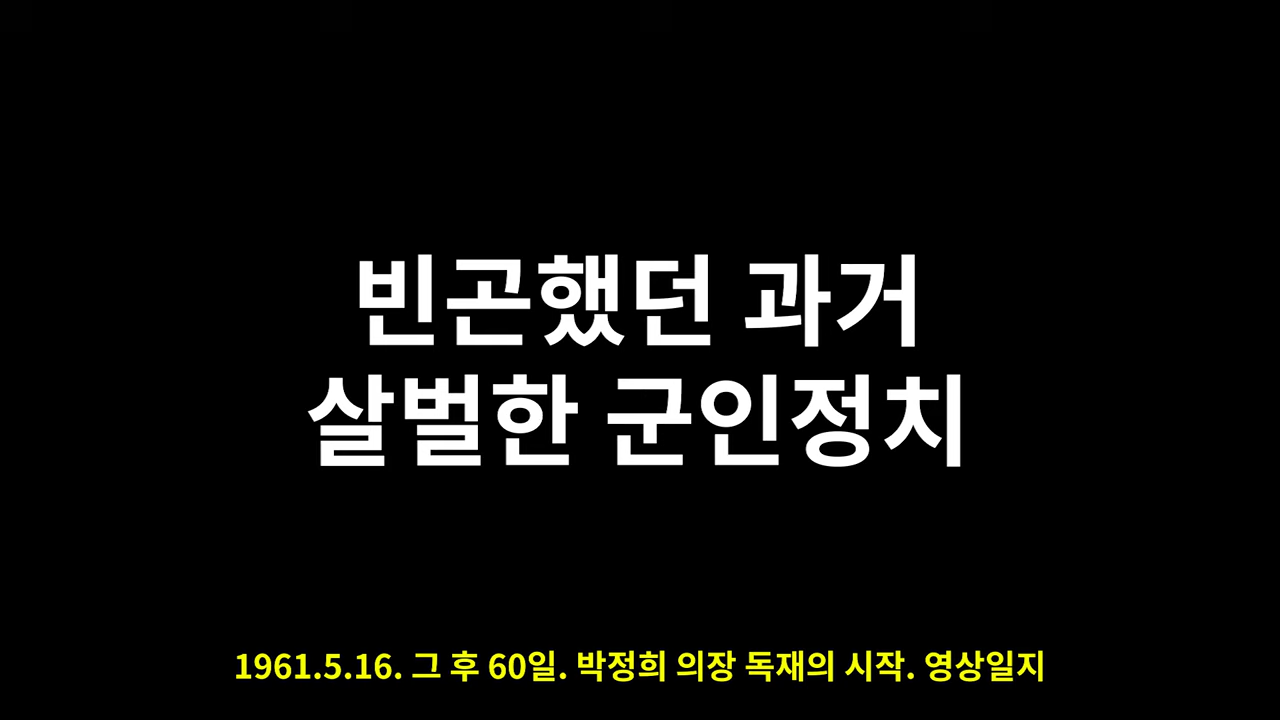 빈곤했던 과거
살벌한 군인정치
1961.5.16. 그 후 60일. 박정희 의장 독재의 시작. 영상일지